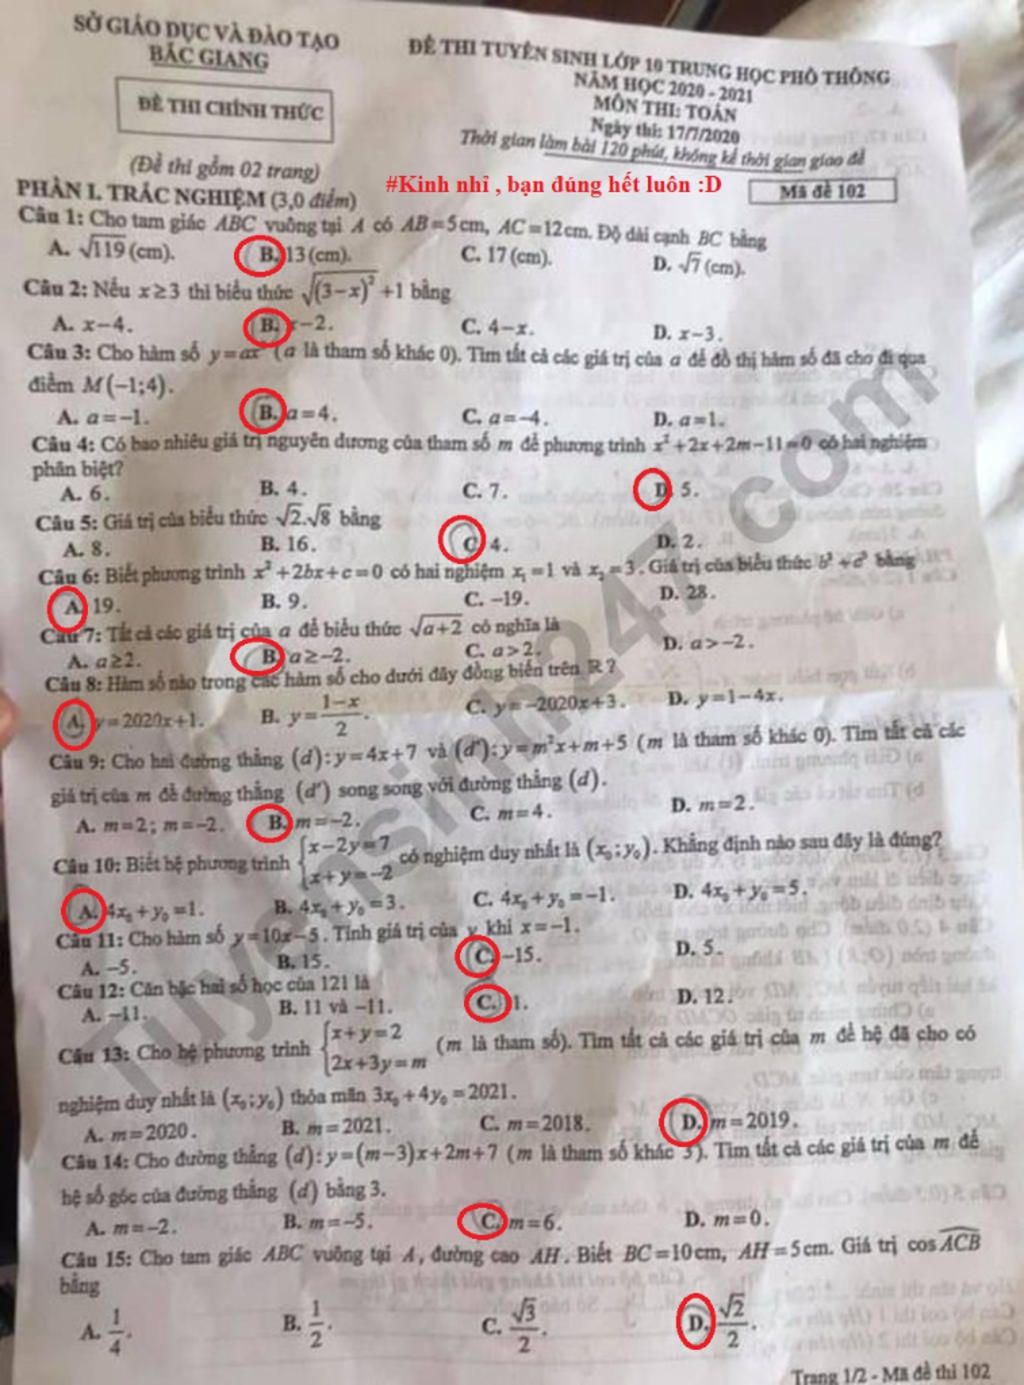 SỞ GIÁO DỤC VÀ ĐÀO TẠO
BẮC GIANG
ĐỀ THI CHÍNH THỨC
(Đề thi gồm 02 trang)
ĐỀ THI TUYỂN SINH LỚP 10 TRUNG HỌC PHỔ THÔNG
NĂM HỌC 2020 - 2021
MÔN THI: TOÁN
Ngày thi: 17/7/2020
Thời gian làm bài 120 phút, không kể thời gian giao đề
#Kinh nhỉ , bạn đúng hết luôn :D
Mã đề 102
PHẦN I. TRẮC NGHIỆM (3,0 điểm)
Câu 1: Cho tam giác ABC vuông tại A có AB=5cm, AC=12cm. Độ dài cạnh BC bằng
A. √119 (cm). B. 13(cm). C. 17(cm). D. √7 (cm).
Câu 2: Nếu x≥3 thì biểu thức √(3−x)² +1 bằng
A. x−4. B. x−2. C. 4−x. D. x−3.
Câu 3: Cho hàm số y=ax² (a là tham số khác 0). Tìm tất cả các giá trị của a để đồ thị hàm số đã cho đi qua
điểm M(−1;4).
A. a=−1. B. a=4. C. a=−4. D. a=1.
Câu 4: Có bao nhiêu giá trị nguyên dương của tham số m để phương trình x²+2x+2m−11=0 có hai nghiệm
phân biệt?
A. 6. B. 4. C. 7. D. 5.
Câu 5: Giá trị của biểu thức √2.√8 bằng
A. 8. B. 16. C. 4. D. 2.
Câu 6: Biết phương trình x²+2bx+c=0 có hai nghiệm x₁=1 và x₂=3. Giá trị của biểu thức b³+c³ bằng
A. 19. B. 9. C. −19. D. 28.
Câu 7: Tất cả các giá trị của a để biểu thức √a+2 có nghĩa là
A. a≥2. B. a≥−2. C. a>2. D. a>−2.
Câu 8: Hàm số nào trong các hàm số cho dưới đây đồng biến trên ℝ?
A. y=2020x+1. B. y=(1−x)/2. C. y=−2020x+3. D. y=1−4x.
Câu 9: Cho hai đường thẳng (d):y=4x+7 và (d'):y=m²x+m+5 (m là tham số khác 0). Tìm tất cả các
giá trị của m để đường thẳng (d') song song với đường thẳng (d).
A. m=2; m=−2. B. m=−2. C. m=4. D. m=2.
Câu 10: Biết hệ phương trình {x−2y=7 x+y=−2 có nghiệm duy nhất là (x₀;y₀). Khẳng định nào sau đây là đúng?
A. 4x₀+y₀=1. B. 4x₀+y₀=3. C. 4x₀+y₀=−1. D. 4x₀+y₀=5.
Câu 11: Cho hàm số y=10x−5. Tính giá trị của y khi x=−1.
A. −5. B. 15. C. −15. D. 5.
Câu 12: Căn bậc hai số học của 121 là
A. −11. B. 11 và −11. C. 11. D. 12.
Câu 13: Cho hệ phương trình {x+y=2 2x+3y=m (m là tham số). Tìm tất cả các giá trị của m để hệ đã cho có
nghiệm duy nhất là (x₀;y₀) thỏa mãn 3x₀+4y₀=2021.
A. m=2020. B. m=2021. C. m=2018. D. m=2019.
Câu 14: Cho đường thẳng (d):y=(m−3)x+2m+7 (m là tham số khác 3). Tìm tất cả các giá trị của m để
hệ số góc của đường thẳng (d) bằng 3.
A. m=−2. B. m=−5. C. m=6. D. m=0.
Câu 15: Cho tam giác ABC vuông tại A, đường cao AH. Biết BC=10cm, AH=5cm. Giá trị cos ACB
bằng
A. 1/4. B. 1/2. C. √3/2. D. √2/2.
Trang 1/2 - Mã đề thi 102
Tuyensinh247.com